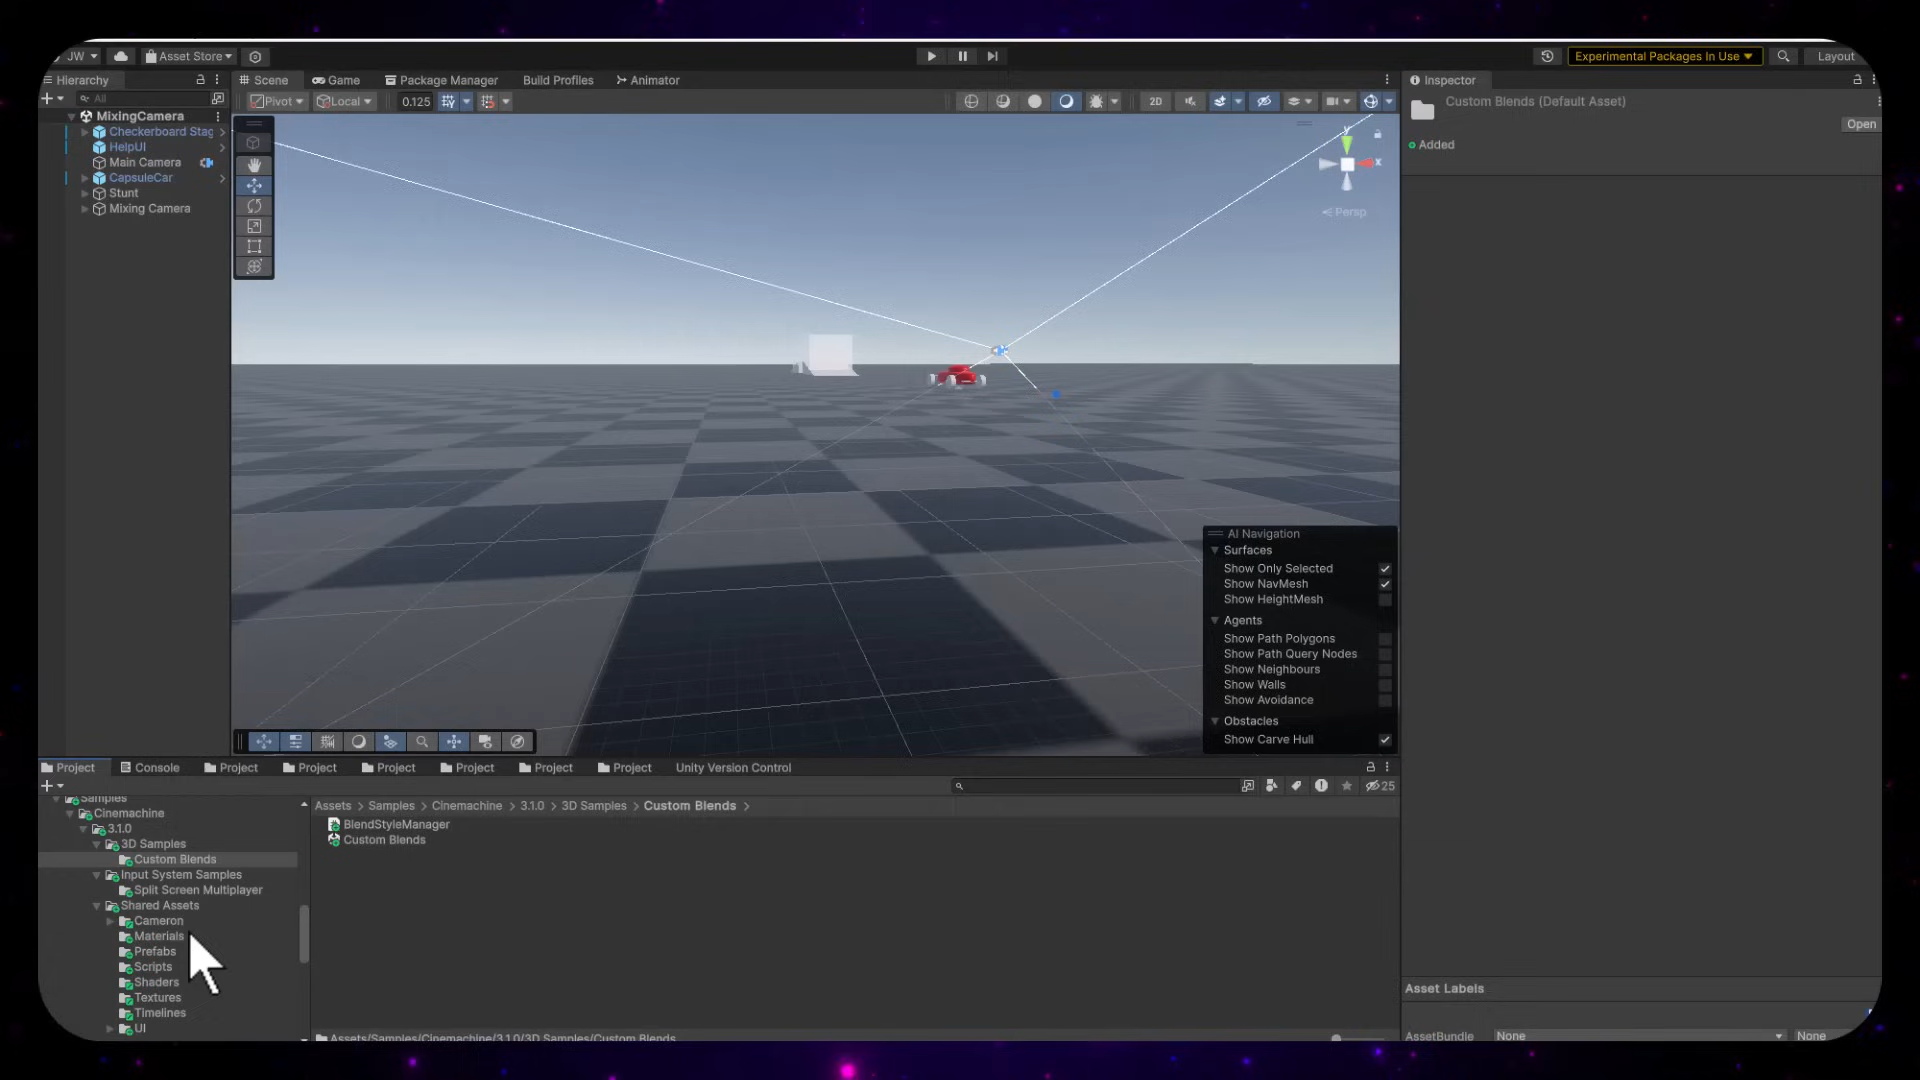 JW
Asset Store
Experimental Packages In Use
Layout
Hierarchy
Scene
Game
Package Manager
Build Profiles
Animator
Inspector
All
Pivot
Local
0.125
2D
Custom Blends (Default Asset)
Open
Added
MixingCamera
Checkerboard Stag
HelpUI
Main Camera
CapsuleCar
Stunt
Mixing Camera
y
x
Persp
AI Navigation
Surfaces
Show Only Selected
Show NavMesh
Show HeightMesh
Agents
Show Path Polygons
Show Path Query Nodes
Show Neighbours
Show Walls
Show Avoidance
Obstacles
Show Carve Hull
Project
Console
Project
Project
Project
Project
Project
Project
Unity Version Control
25
Samples
Cinemachine
3.1.0
3D Samples
Custom Blends
Input System Samples
Split Screen Multiplayer
Shared Assets
Cameron
Materials
Prefabs
Scripts
Shaders
Textures
Timelines
UI
Assets > Samples > Cinemachine > 3.1.0 > 3D Samples > Custom Blends >
BlendStyleManager
Custom Blends
Assets/Samples/Cinemachine/3.1.0/3D Samples/Custom Blends
Asset Labels
AssetBundle
None
None